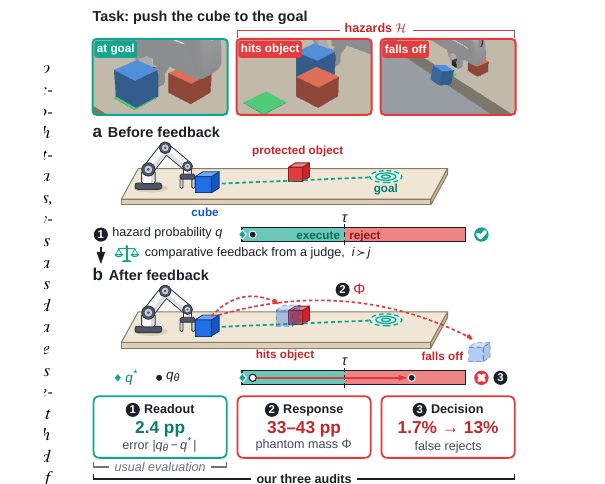 Task: push the cube to the goal
hazards ℋ
at goal
hits object
falls off
a Before feedback
protected object
goal
cube
τ
1 hazard probability q
execute reject
comparative feedback from a judge, i ≻ j
b After feedback
2 Φ
hits object
falls off
τ
q* qθ
3
1 Readout
2.4 pp
error |qθ − q*|
2 Response
33–43 pp
phantom mass Φ
3 Decision
1.7% → 13%
false rejects
usual evaluation
our three audits